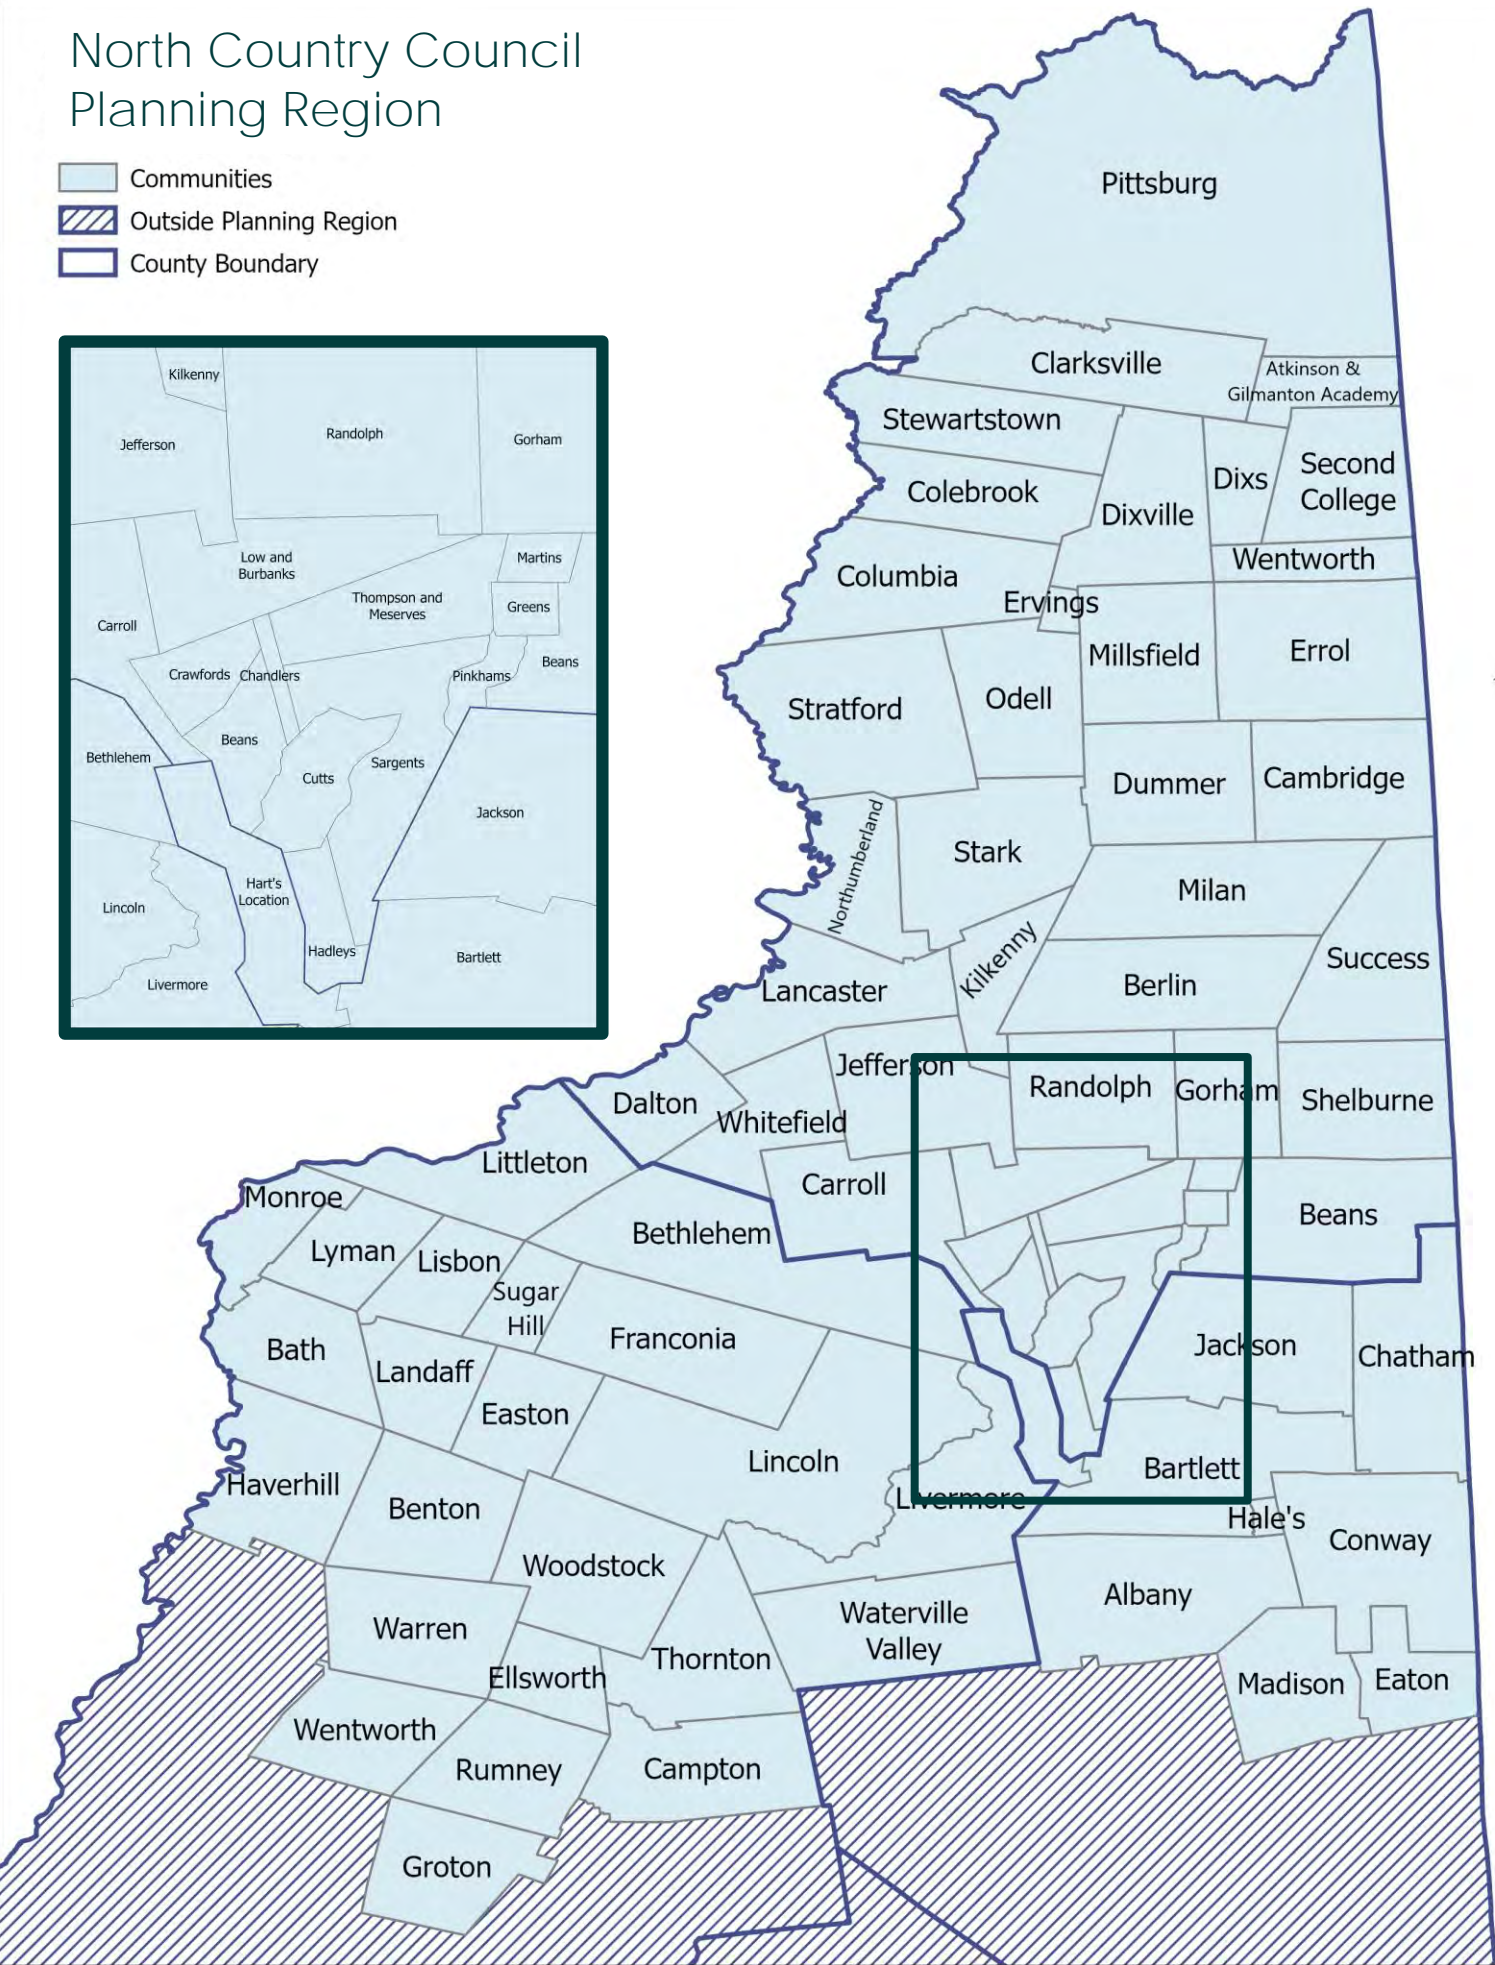 North Country Council
Planning Region
Communities
Outside Planning Region
County Boundary
Kilkenny
Jefferson
Randolph
Gorham
Low and
Burbanks
Martins
Thompson and
Meserves
Greens
Carroll
Crawfords
Chandlers
Pinkhams
Beans
Beans
Bethlehem
Cutts
Sargents
Jackson
Hart's
Location
Lincoln
Hadleys
Bartlett
Livermore
Pittsburg
Clarksville
Atkinson &
Gilmanton Academy
Stewartstown
Colebrook
Dixville
Dixs
Second
College
Wentworth
Columbia
Ervings
Millsfield
Errol
Stratford
Odell
Dummer
Cambridge
Northumberland
Stark
Milan
Kilkenny
Success
Lancaster
Berlin
Jefferson
Randolph
Gorham
Shelburne
Dalton
Whitefield
Littleton
Carroll
Monroe
Bethlehem
Beans
Lyman
Lisbon
Sugar
Hill
Franconia
Bath
Landaff
Jackson
Chatham
Easton
Lincoln
Bartlett
Haverhill
Benton
Livermore
Hale's
Conway
Woodstock
Albany
Warren
Waterville
Valley
Ellsworth
Thornton
Madison
Eaton
Wentworth
Rumney
Campton
Groton